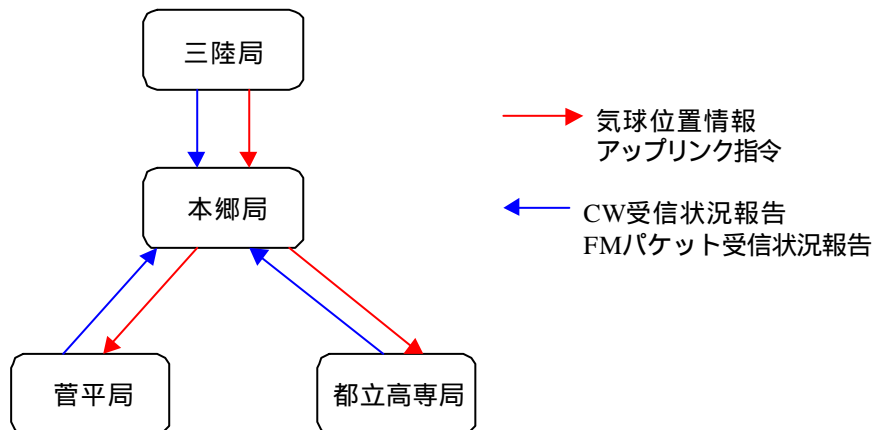 三陸局
気球位置情報
アップリンク指令
本郷局
CW受信状況報告
FMパケット受信状況報告
菅平局
都立高専局